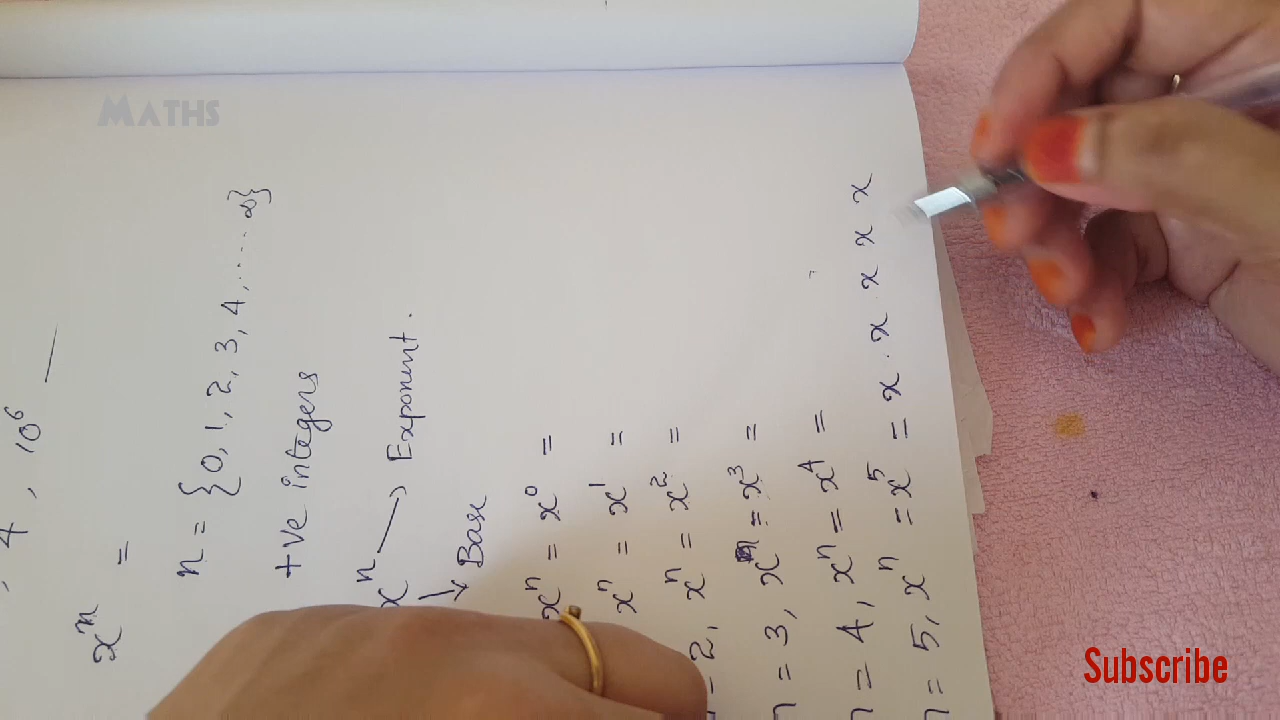 MATHS
, 4 , 10⁶ —
xⁿ =
n = {0, 1, 2, 3, 4, ..... ∞}
+ve integers
xⁿ → Exponent.
↓ Base
xⁿ = x⁰ =
xⁿ = x¹ =
2, xⁿ = x² =
n = 3, xⁿ = x³ =
n = 4, xⁿ = x⁴ =
n = 5, xⁿ = x⁵ = x . x x x x
Subscribe